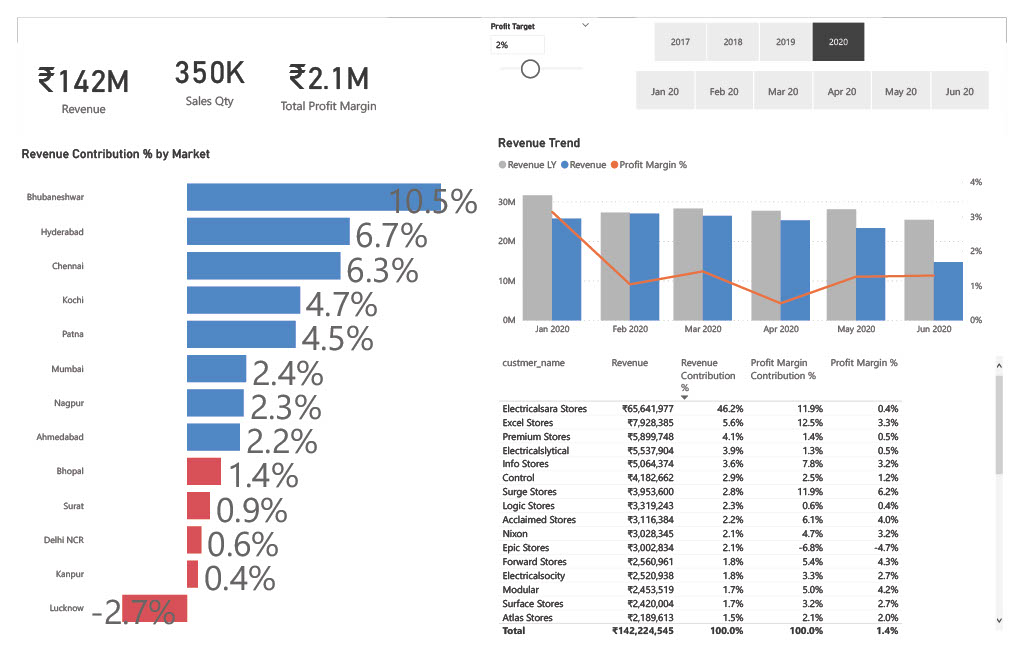 Profit Target
2%
2017 2018 2019 2020
Jan 20 Feb 20 Mar 20 Apr 20 May 20 Jun 20
₹142M 350K ₹2.1M
Revenue Sales Qty Total Profit Margin
Revenue Contribution % by Market
Bhubaneshwar 10.5%
Hyderabad 6.7%
Chennai 6.3%
Kochi 4.7%
Patna 4.5%
Mumbai 2.4%
Nagpur 2.3%
Ahmedabad 2.2%
Bhopal 1.4%
Surat 0.9%
Delhi NCR 0.6%
Kanpur 0.4%
Lucknow -2.7%
Revenue Trend
Revenue LY Revenue Profit Margin %
4%
30M 3%
20M 2%
10M 1%
0M 0%
Jan 2020 Feb 2020 Mar 2020 Apr 2020 May 2020 Jun 2020
custmer_name Revenue Revenue Profit Margin Profit Margin %
Contribution Contribution %
%
Electricalsara Stores ₹65,641,977 46.2% 11.9% 0.4%
Excel Stores ₹7,928,385 5.6% 12.5% 3.3%
Premium Stores ₹5,899,748 4.1% 1.4% 0.5%
Electricalslytical ₹5,537,904 3.9% 1.3% 0.5%
Info Stores ₹5,064,374 3.6% 7.8% 3.2%
Control ₹4,182,662 2.9% 2.5% 1.2%
Surge Stores ₹3,953,600 2.8% 11.9% 6.2%
Logic Stores ₹3,319,243 2.3% 0.6% 0.4%
Acclaimed Stores ₹3,116,384 2.2% 6.1% 4.0%
Nixon ₹3,028,345 2.1% 4.7% 3.2%
Epic Stores ₹3,002,834 2.1% -6.8% -4.7%
Forward Stores ₹2,560,961 1.8% 5.4% 4.3%
Electricalsocity ₹2,520,938 1.8% 3.3% 2.7%
Modular ₹2,453,519 1.7% 5.0% 4.2%
Surface Stores ₹2,420,004 1.7% 3.2% 2.7%
Atlas Stores ₹2,189,613 1.5% 2.1% 2.0%
Total ₹142,224,545 100.0% 100.0% 1.4%